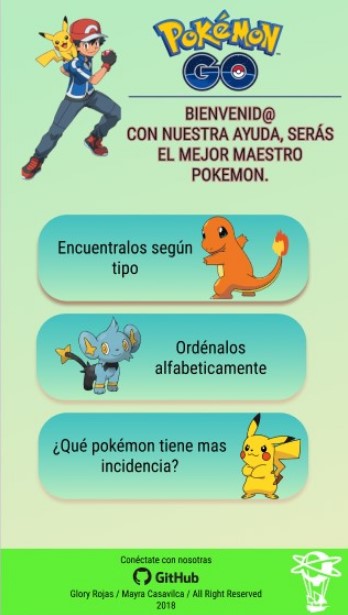 POKÉMON
GO
BIENVENID@
CON NUESTRA AYUDA, SERÁS
EL MEJOR MAESTRO
POKEMON.
Encuentralos según
tipo
Ordénalos
alfabeticamente
¿Qué pokémon tiene mas
incidencia?
Conéctate con nosotras
GitHub
Glory Rojas / Mayra Casavilca / All Right Reserved
2018